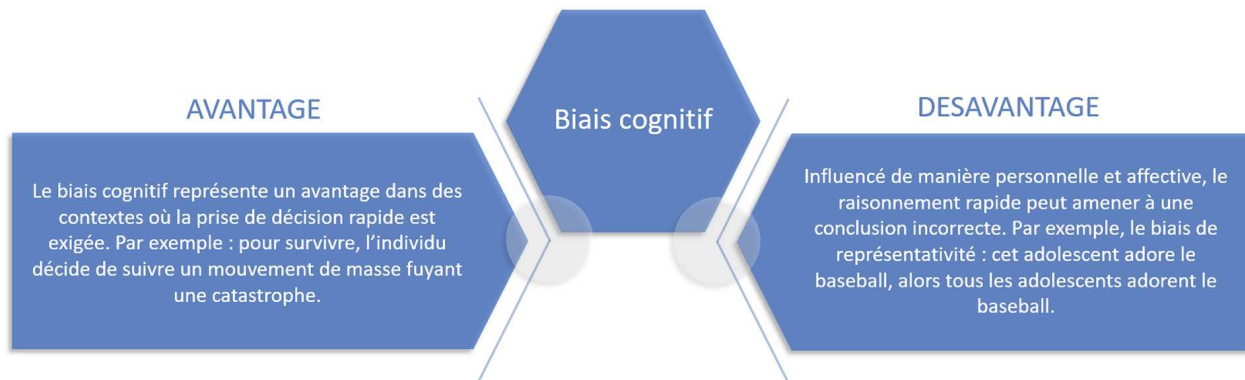 Biais cognitif
AVANTAGE
Le biais cognitif représente un avantage dans des
contextes où la prise de décision rapide est
exigée. Par exemple : pour survivre, l’individu
décide de suivre un mouvement de masse fuyant
une catastrophe.
DESAVANTAGE
Influencé de manière personnelle et affective, le
raisonnement rapide peut amener à une
conclusion incorrecte. Par exemple, le biais de
représentativité : cet adolescent adore le
baseball, alors tous les adolescents adorent le
baseball.